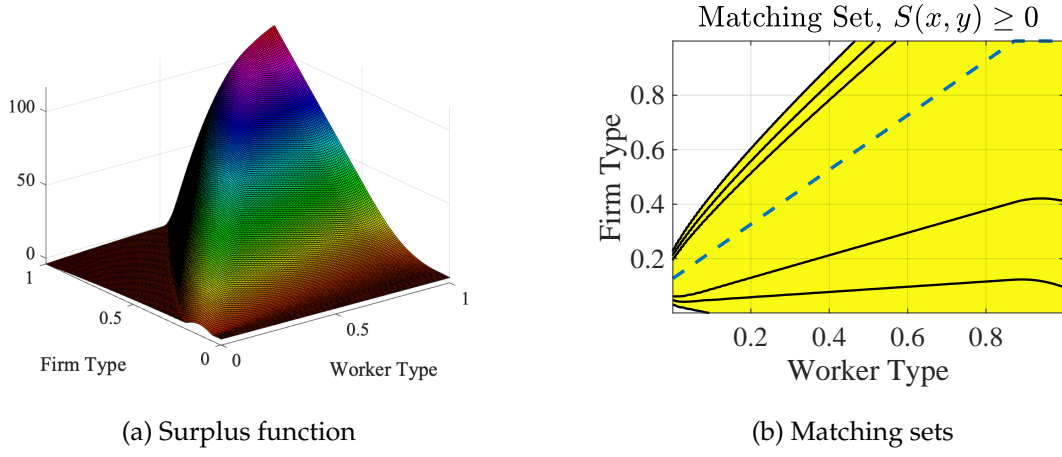 100
50
0
1
0.5
0
0
0.5
1
Firm Type
Worker Type
(a) Surplus function
Matching Set, S(x, y) ≥ 0
0.8
0.6
0.4
0.2
Firm Type
0.2 0.4 0.6 0.8
Worker Type
(b) Matching sets